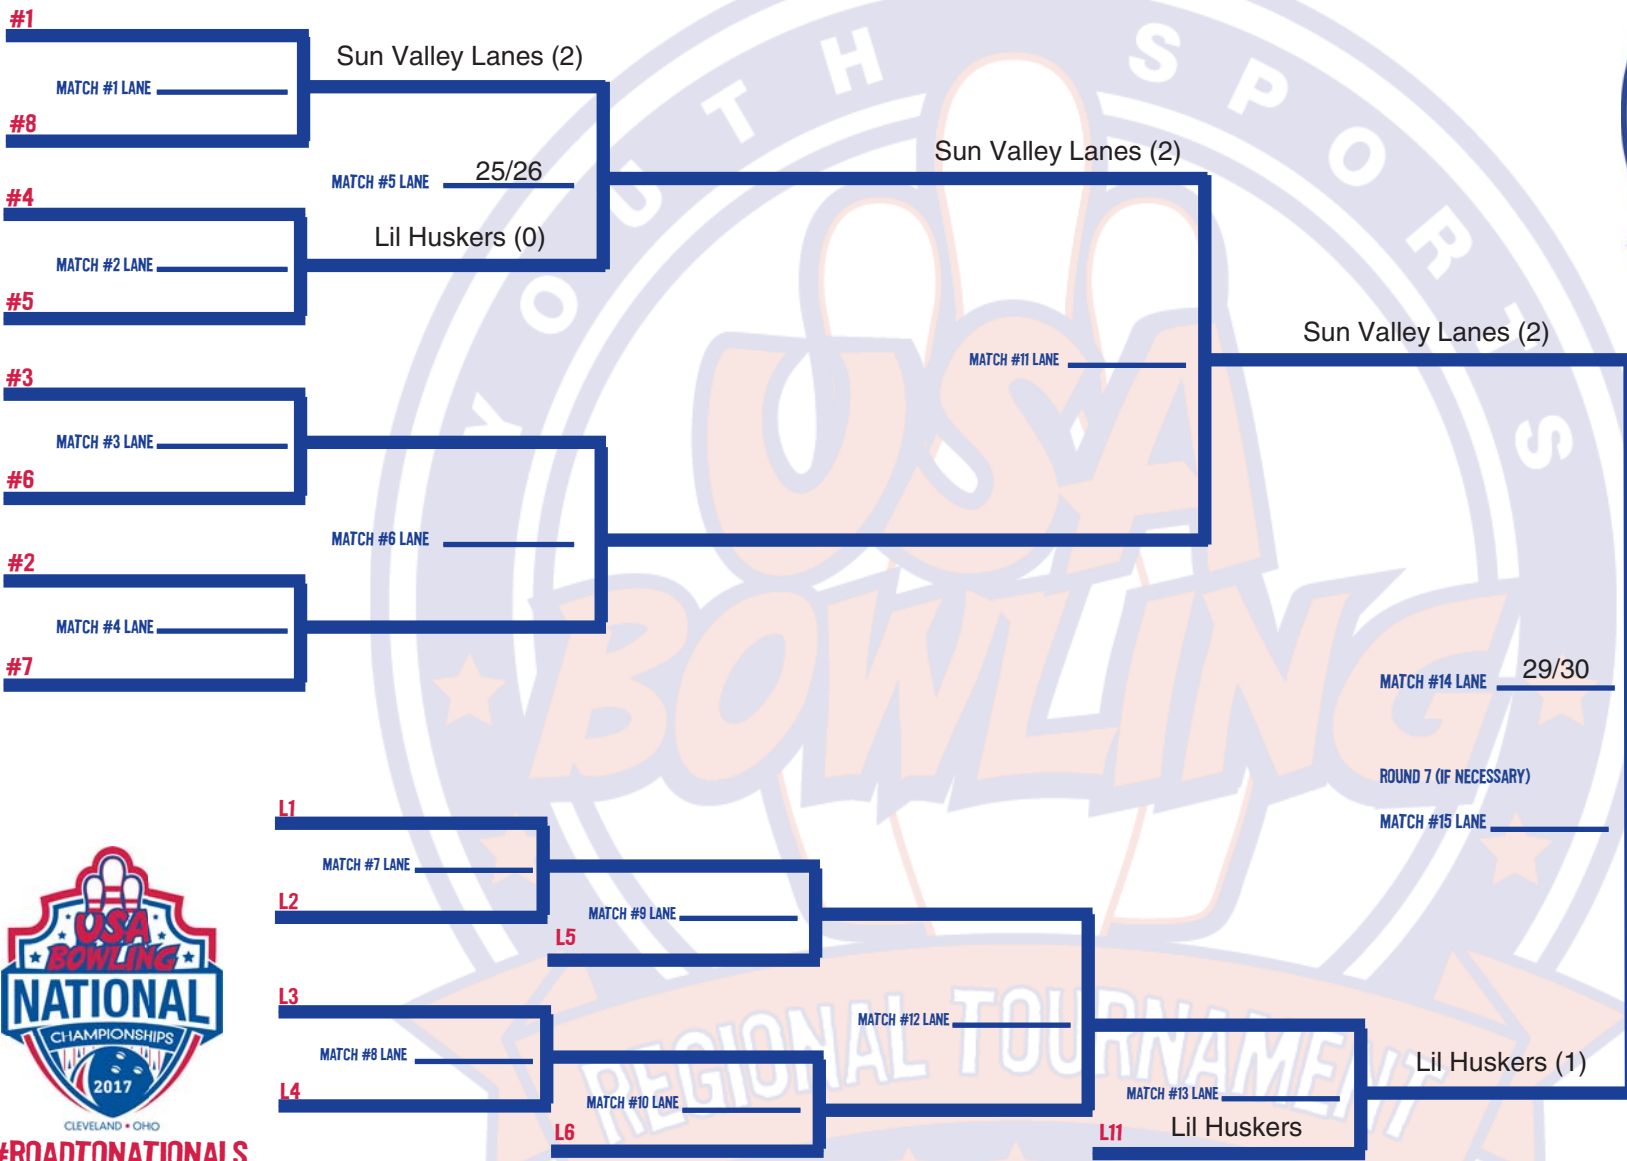 #1
Sun Valley Lanes (2)
MATCH #1 LANE
#8
Sun Valley Lanes (2)
MATCH #5 LANE 25/26
#4
Lil Huskers (0)
MATCH #2 LANE
#5
Sun Valley Lanes (2)
MATCH #11 LANE
#3
MATCH #3 LANE
#6
MATCH #6 LANE
#2
MATCH #4 LANE
#7
MATCH #14 LANE 29/30
ROUND 7 (IF NECESSARY)
MATCH #15 LANE
L1
MATCH #7 LANE
L2
MATCH #9 LANE
L5
L3
MATCH #12 LANE
MATCH #8 LANE
Lil Huskers (1)
L4
MATCH #10 LANE
MATCH #13 LANE
L6
L11 Lil Huskers
USA
BOWLING
NATIONAL
CHAMPIONSHIPS
2017
CLEVELAND • OHIO
#ROADTONATIONALS
YOUTH SPORTS
USA
BOWLING
REGIONAL TOURNAMENT